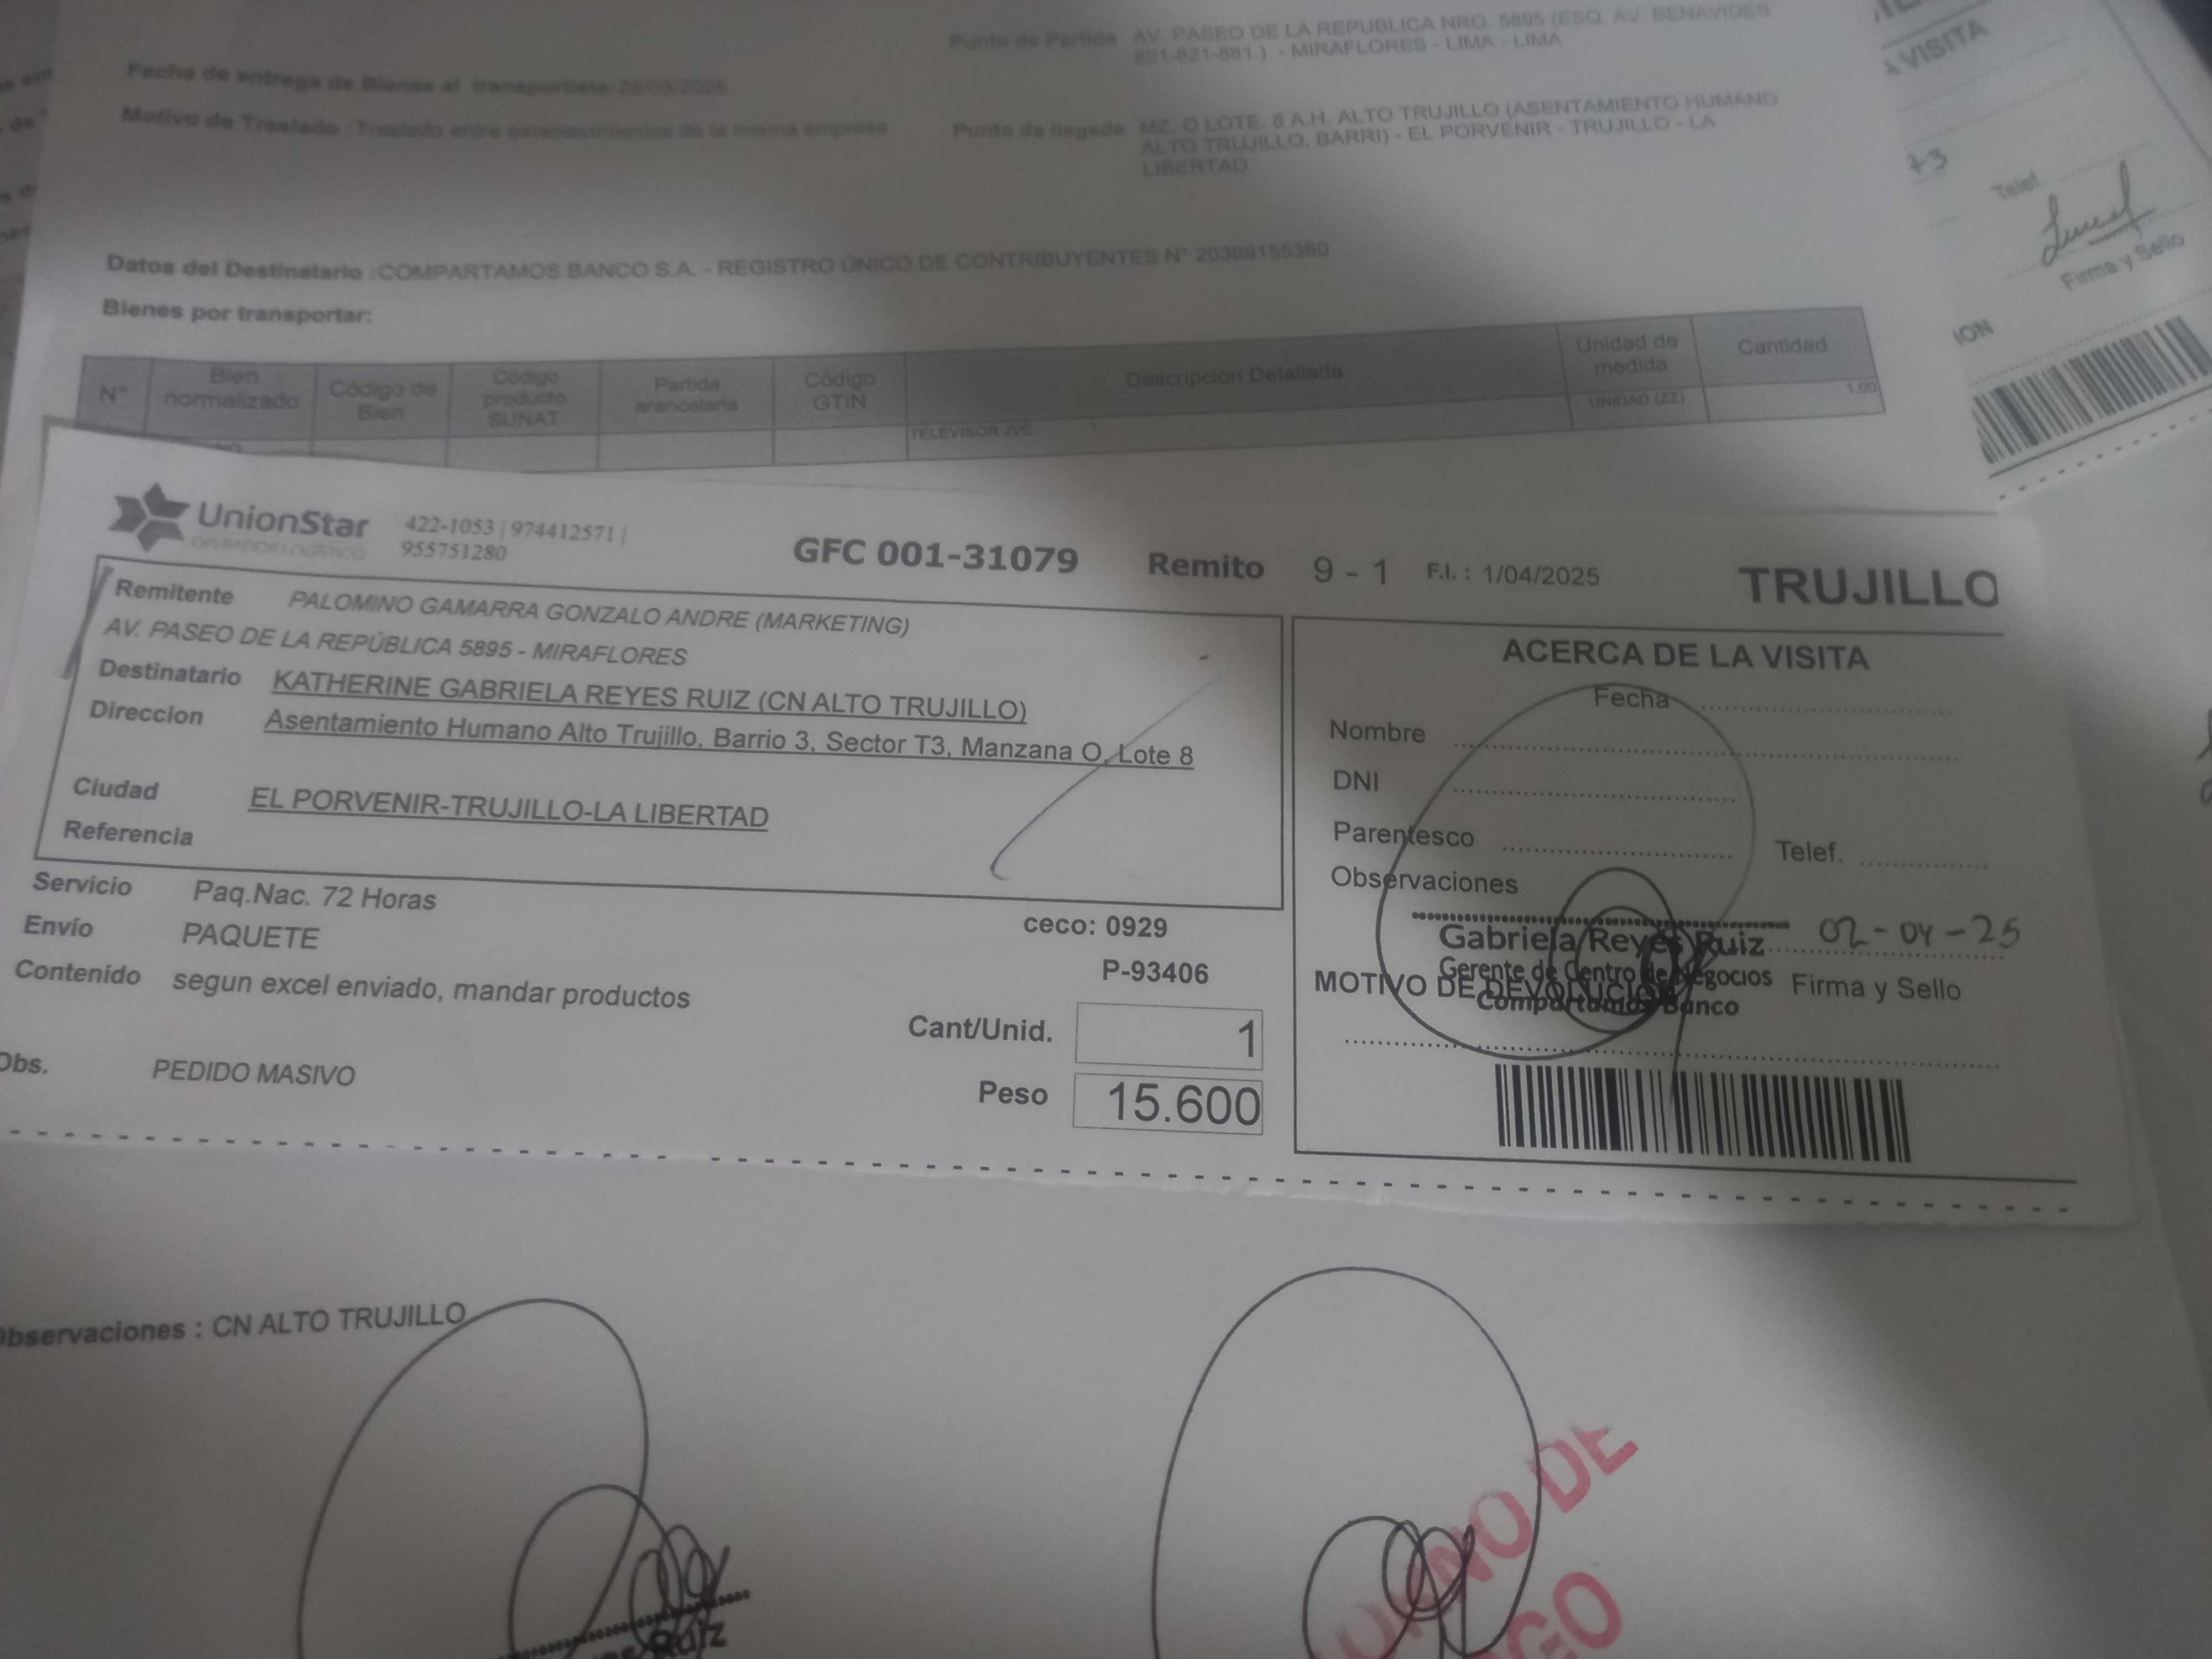 Punto de Partida AV. PASEO DE LA REPUBLICA NRO. 5895 (ESQ. AV. BENAVIDES
801-821-881.) - MIRAFLORES - LIMA - LIMA
Fecha de entrega de Bienes al transportista: 28/03/2025
Motivo de Traslado : Traslado entre establecimientos de la misma empresa
Punto de llegada MZ. O LOTE. 8 A.H. ALTO TRUJILLO (ASENTAMIENTO HUMANO
ALTO TRUJILLO, BARRI) - EL PORVENIR - TRUJILLO - LA
LIBERTAD
Datos del Destinatario : COMPARTAMOS BANCO S.A. - REGISTRO ÚNICO DE CONTRIBUYENTES N° 20369155360
Bienes por transportar:
N° Bien normalizado Código de Bien Código producto SUNAT Partida arancelaria Código GTIN Descripción Detallada Unidad de medida Cantidad
NO TELEVISOR JVC 1 UNIDAD (ZZ) 1.00
A VISITA
73
Telef.
Firma y Sello
ION
UnionStar
OPERADOR LOGÍSTICO
422-1053 | 974412571 |
955751280
GFC 001-31079 Remito 9 - 1 F.I. : 1/04/2025 TRUJILLO
Remitente PALOMINO GAMARRA GONZALO ANDRE (MARKETING)
AV. PASEO DE LA REPÚBLICA 5895 - MIRAFLORES
Destinatario KATHERINE GABRIELA REYES RUIZ (CN ALTO TRUJILLO)
Direccion Asentamiento Humano Alto Trujillo, Barrio 3, Sector T3, Manzana O, Lote 8
Ciudad EL PORVENIR-TRUJILLO-LA LIBERTAD
Referencia
Servicio Paq.Nac. 72 Horas
Envío PAQUETE
Contenido segun excel enviado, mandar productos
Obs. PEDIDO MASIVO
ceco: 0929
P-93406
Cant/Unid. 1
Peso 15.600
ACERCA DE LA VISITA
Fecha
Nombre
DNI
Parentesco Telef.
Observaciones
Gabriela Reyes Ruiz 02-04-25
Gerente de Centro de Negocios
Compartamos Banco
MOTIVO DE DEVOLUCION Firma y Sello
Observaciones : CN ALTO TRUJILLO
Ruiz
DE